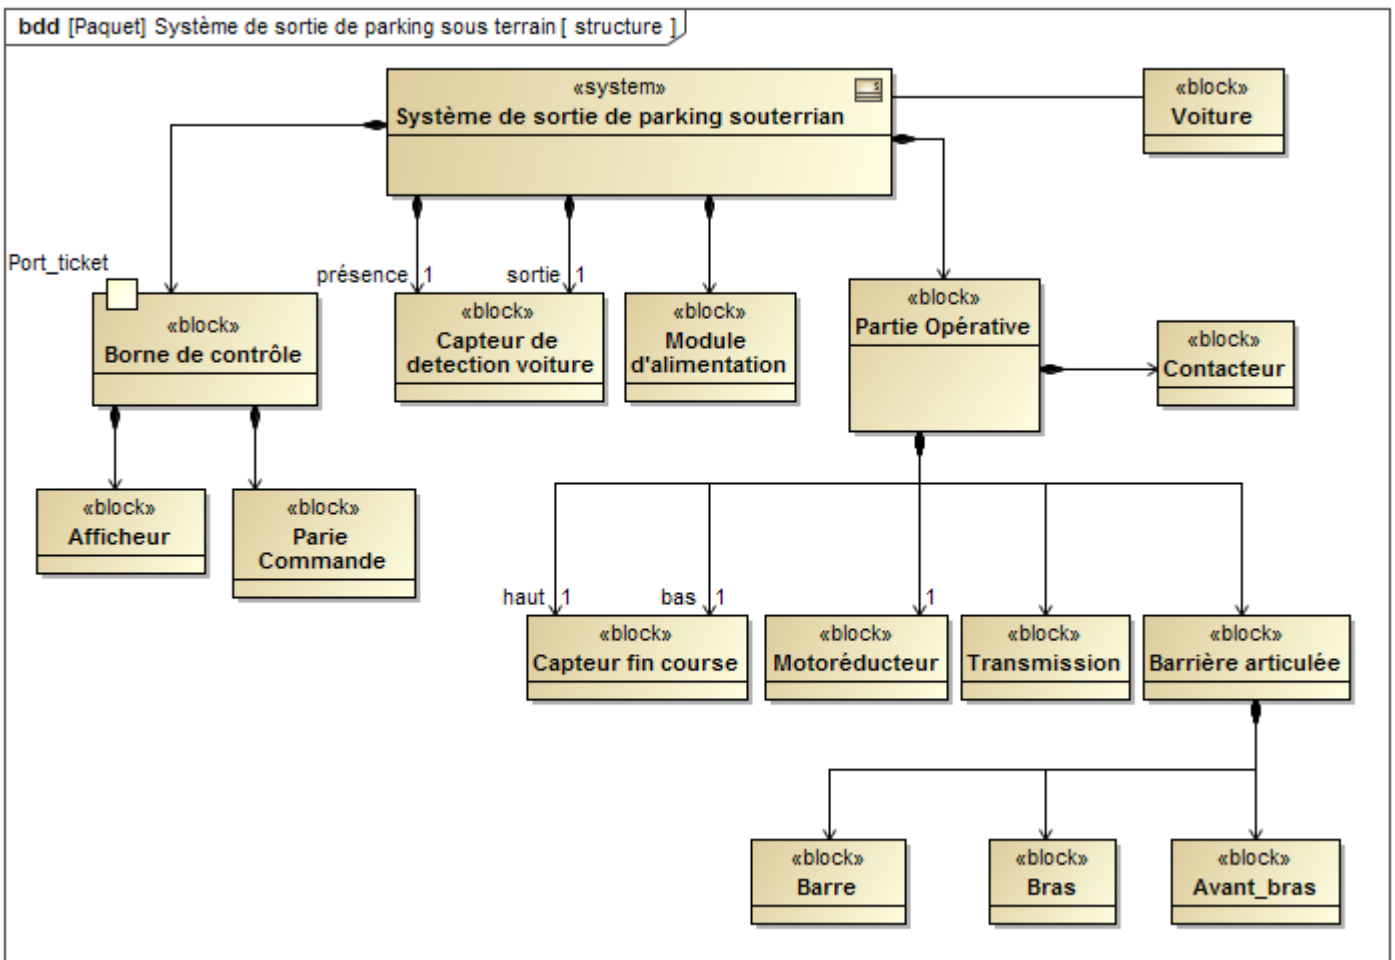 bdd [Paquet] Système de sortie de parking sous terrain [ structure ]
«system»
Système de sortie de parking souterrian
«block»
Voiture
Port_ticket
présence 1
sortie 1
«block»
Borne de contrôle
«block»
Capteur de
detection voiture
«block»
Module
d'alimentation
«block»
Partie Opérative
«block»
Contacteur
«block»
Afficheur
«block»
Parie
Commande
haut 1
bas 1
1
«block»
Capteur fin course
«block»
Motoréducteur
«block»
Transmission
«block»
Barrière articulée
«block»
Barre
«block»
Bras
«block»
Avant_bras